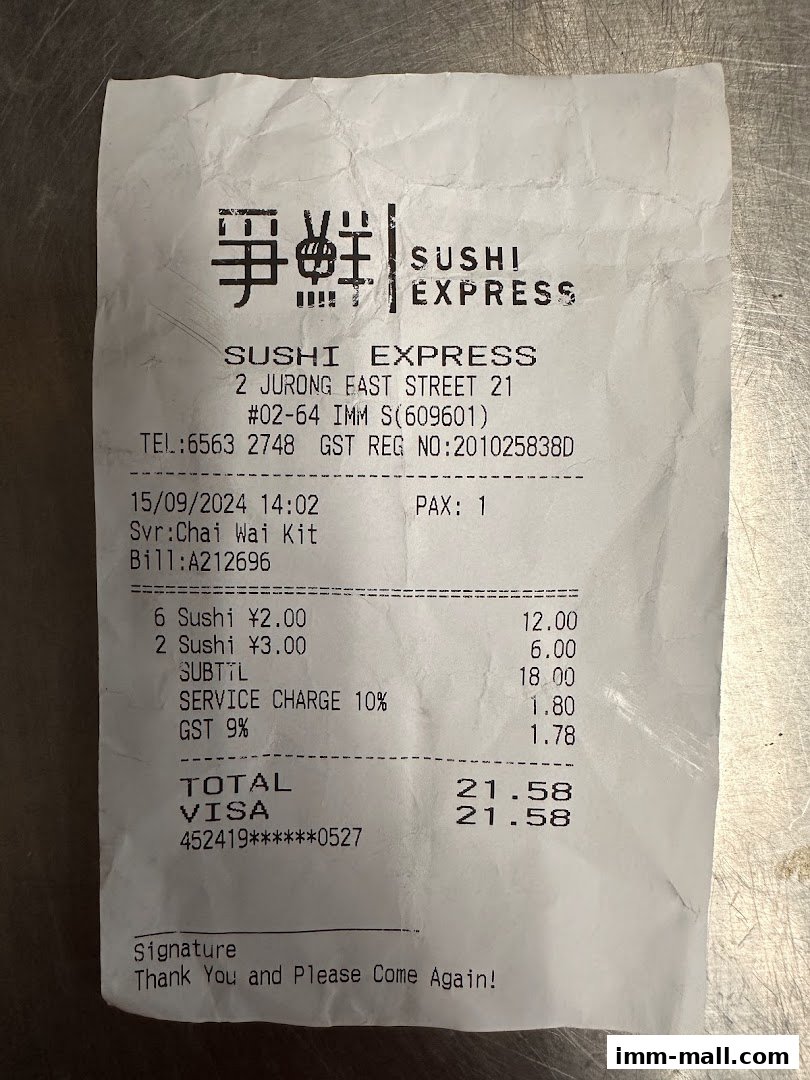 争鮮
SUSHI
EXPRESS
SUSHI EXPRESS
2 JURONG EAST STREET 21
#02-64 IMM S(609601)
TEL:6563 2748 GST REG NO:201025838D
15/09/2024 14:02 PAX: 1
Svr:Chai Wai Kit
Bill:A212696
6 Sushi ¥2.00 12.00
2 Sushi ¥3.00 6.00
SUBTTL 18.00
SERVICE CHARGE 10% 1.80
GST 9% 1.78
TOTAL 21.58
VISA 21.58
452419******0527
Signature
Thank You and Please Come Again!
imm-mall.com